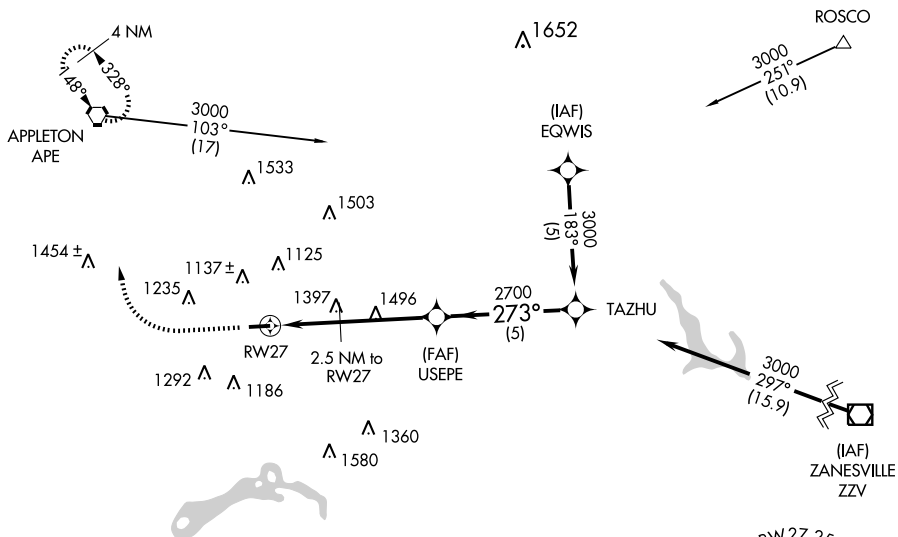 4 NM
148°
328°
APPLETON
APE
3000
103°
(17)
1652
ROSCO
3000
251°
(10.9)
(IAF)
EQWIS
3000
183°
(5)
1533
1503
1454 ±
1137 ±
1125
1235
1397
1496
2700
273°
(5)
TAZHU
RW27
2.5 NM to
RW27
(FAF)
USEPE
1292
1186
1360
1580
3000
297°
(15.9)
(IAF)
ZANESVILLE
ZZV